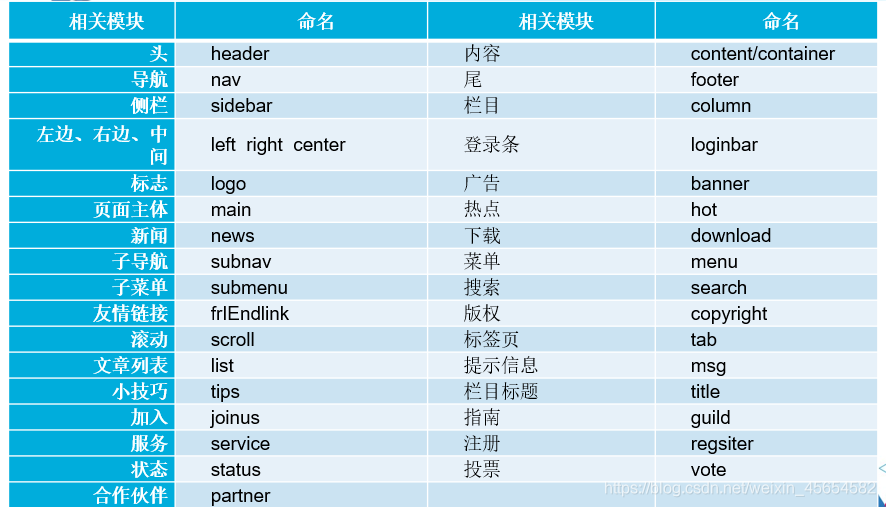 相关模块 命名 相关模块 命名
头 header 内容 content/container
导航 nav 尾 footer
侧栏 sidebar 栏目 column
左边、右边、中
间 left right center 登录条 loginbar
标志 logo 广告 banner
页面主体 main 热点 hot
新闻 news 下载 download
子导航 subnav 菜单 menu
子菜单 submenu 搜索 search
友情链接 frlEndlink 版权 copyright
滚动 scroll 标签页 tab
文章列表 list 提示信息 msg
小技巧 tips 栏目标题 title
加入 joinus 指南 guild
服务 service 注册 regsiter
状态 status 投票 vote
合作伙伴 partner
https://blog.csdn.net/weixin_45654582